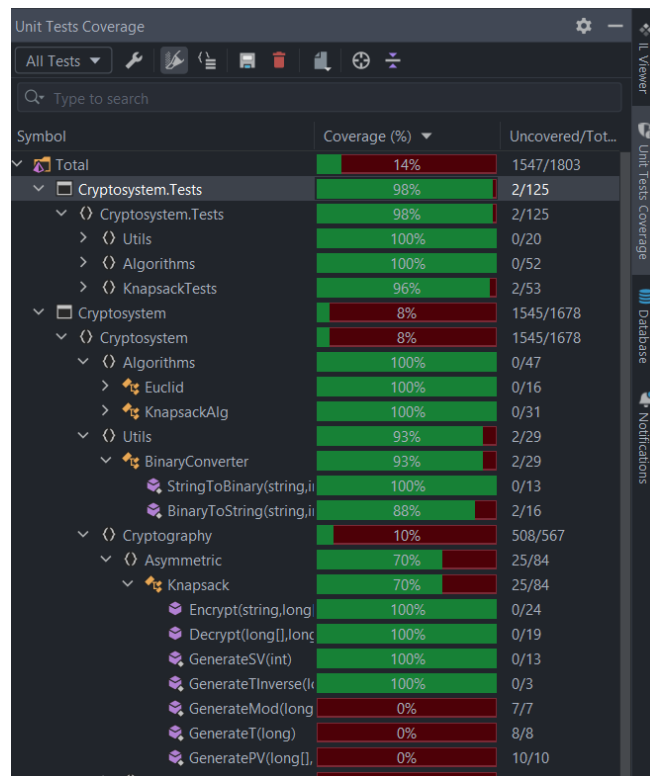 Unit Tests Coverage
All Tests
Type to search
Symbol Coverage (%) Uncovered/Tot...
Total 14% 1547/1803
Cryptosystem.Tests 98% 2/125
Cryptosystem.Tests 98% 2/125
Utils 100% 0/20
Algorithms 100% 0/52
KnapsackTests 96% 2/53
Cryptosystem 8% 1545/1678
Cryptosystem 8% 1545/1678
Algorithms 100% 0/47
Euclid 100% 0/16
KnapsackAlg 100% 0/31
Utils 93% 2/29
BinaryConverter 93% 2/29
StringToBinary(string,i 100% 0/13
BinaryToString(string,i 88% 2/16
Cryptography 10% 508/567
Asymmetric 70% 25/84
Knapsack 70% 25/84
Encrypt(string,long 100% 0/24
Decrypt(long[],long 100% 0/19
GenerateSV(int) 100% 0/13
GenerateTInverse(l 100% 0/3
GenerateMod(long 0% 7/7
GenerateT(long) 0% 8/8
GeneratePV(long[], 0% 10/10
IL Viewer
Unit Tests Coverage
Database
Notifications